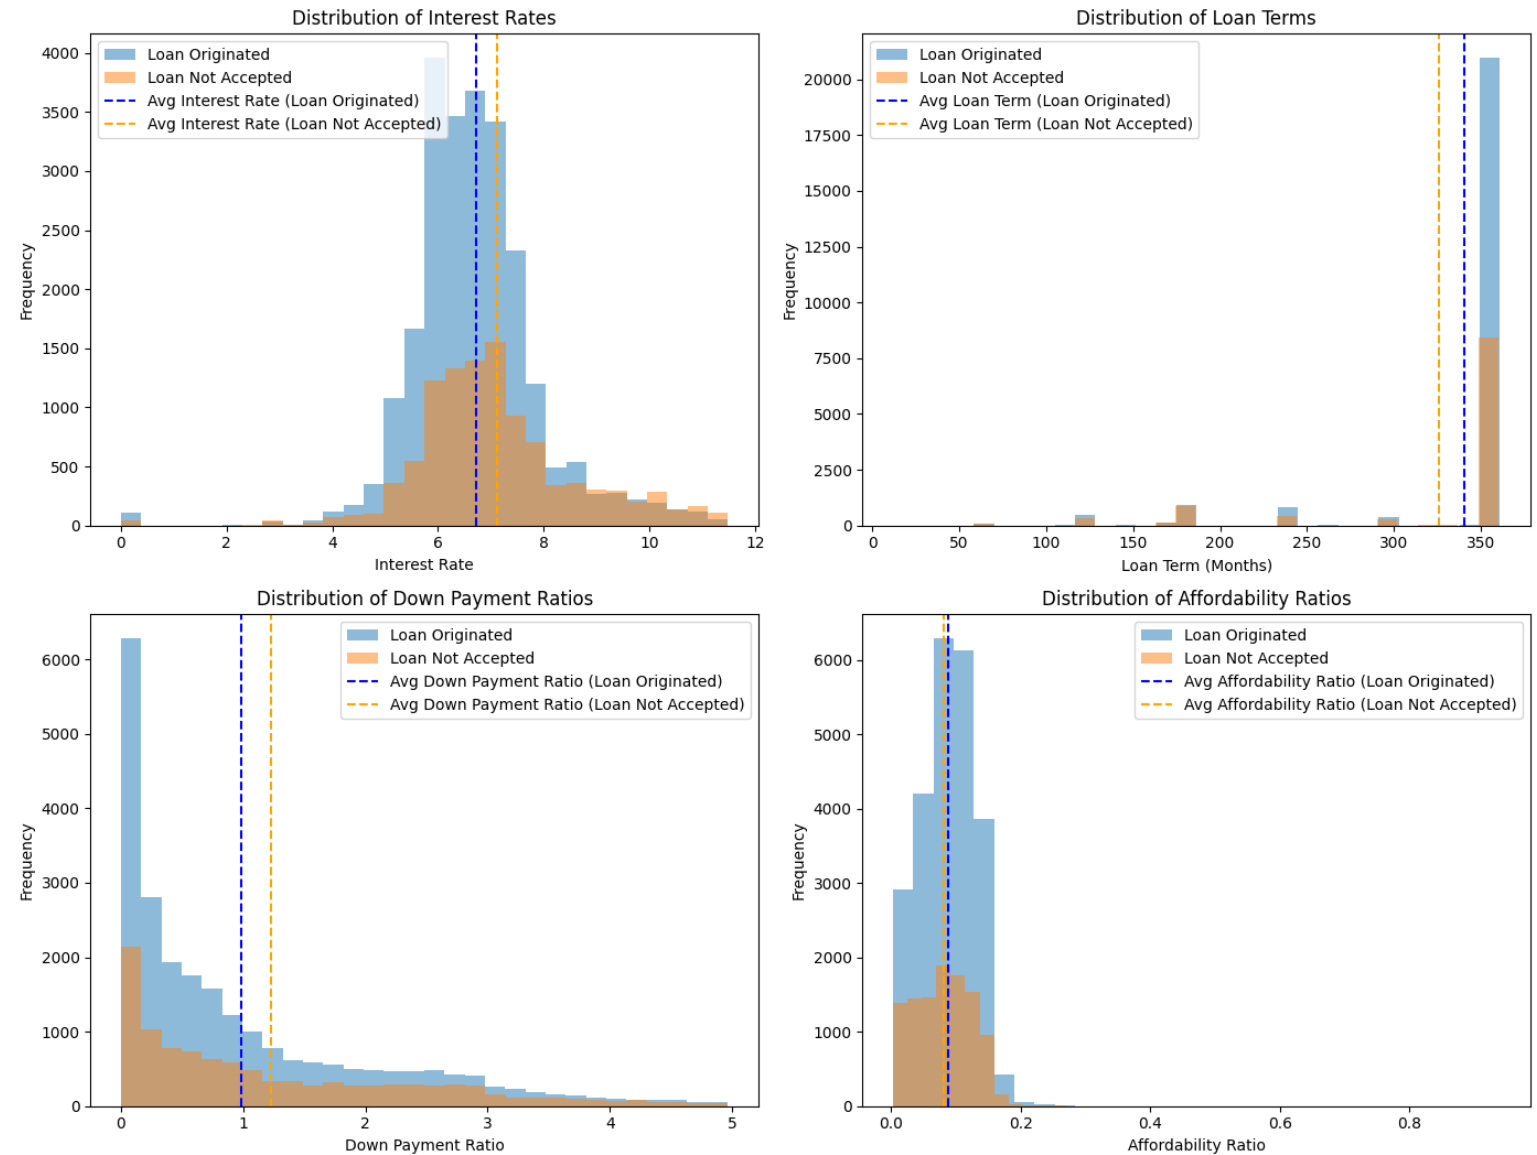 Distribution of Interest Rates
4000
3500
3000
2500
2000
1500
1000
500
0
Frequency
Loan Originated
Loan Not Accepted
Avg Interest Rate (Loan Originated)
Avg Interest Rate (Loan Not Accepted)
0 2 4 6 8 10 12
Interest Rate
Distribution of Loan Terms
20000
17500
15000
12500
10000
7500
5000
2500
0
Frequency
Loan Originated
Loan Not Accepted
Avg Loan Term (Loan Originated)
Avg Loan Term (Loan Not Accepted)
0 50 100 150 200 250 300 350
Loan Term (Months)
Distribution of Down Payment Ratios
6000
5000
4000
3000
2000
1000
0
Frequency
Loan Originated
Loan Not Accepted
Avg Down Payment Ratio (Loan Originated)
Avg Down Payment Ratio (Loan Not Accepted)
0 1 2 3 4 5
Down Payment Ratio
Distribution of Affordability Ratios
6000
5000
4000
3000
2000
1000
0
Frequency
Loan Originated
Loan Not Accepted
Avg Affordability Ratio (Loan Originated)
Avg Affordability Ratio (Loan Not Accepted)
0.0 0.2 0.4 0.6 0.8
Affordability Ratio